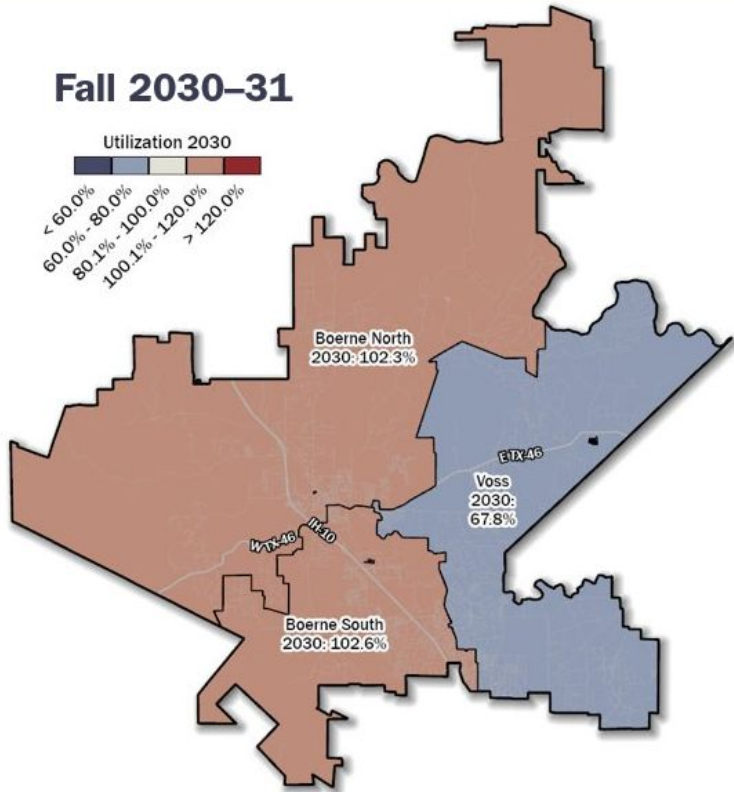 Fall 2030–31
Utilization 2030
< 60.0%
60.0% - 80.0%
80.1% - 100.0%
100.1% - 120.0%
> 120.0%
Boerne North
2030: 102.3%
E TX-46
Voss
2030:
67.8%
IH-10
W TX-46
Boerne South
2030: 102.6%